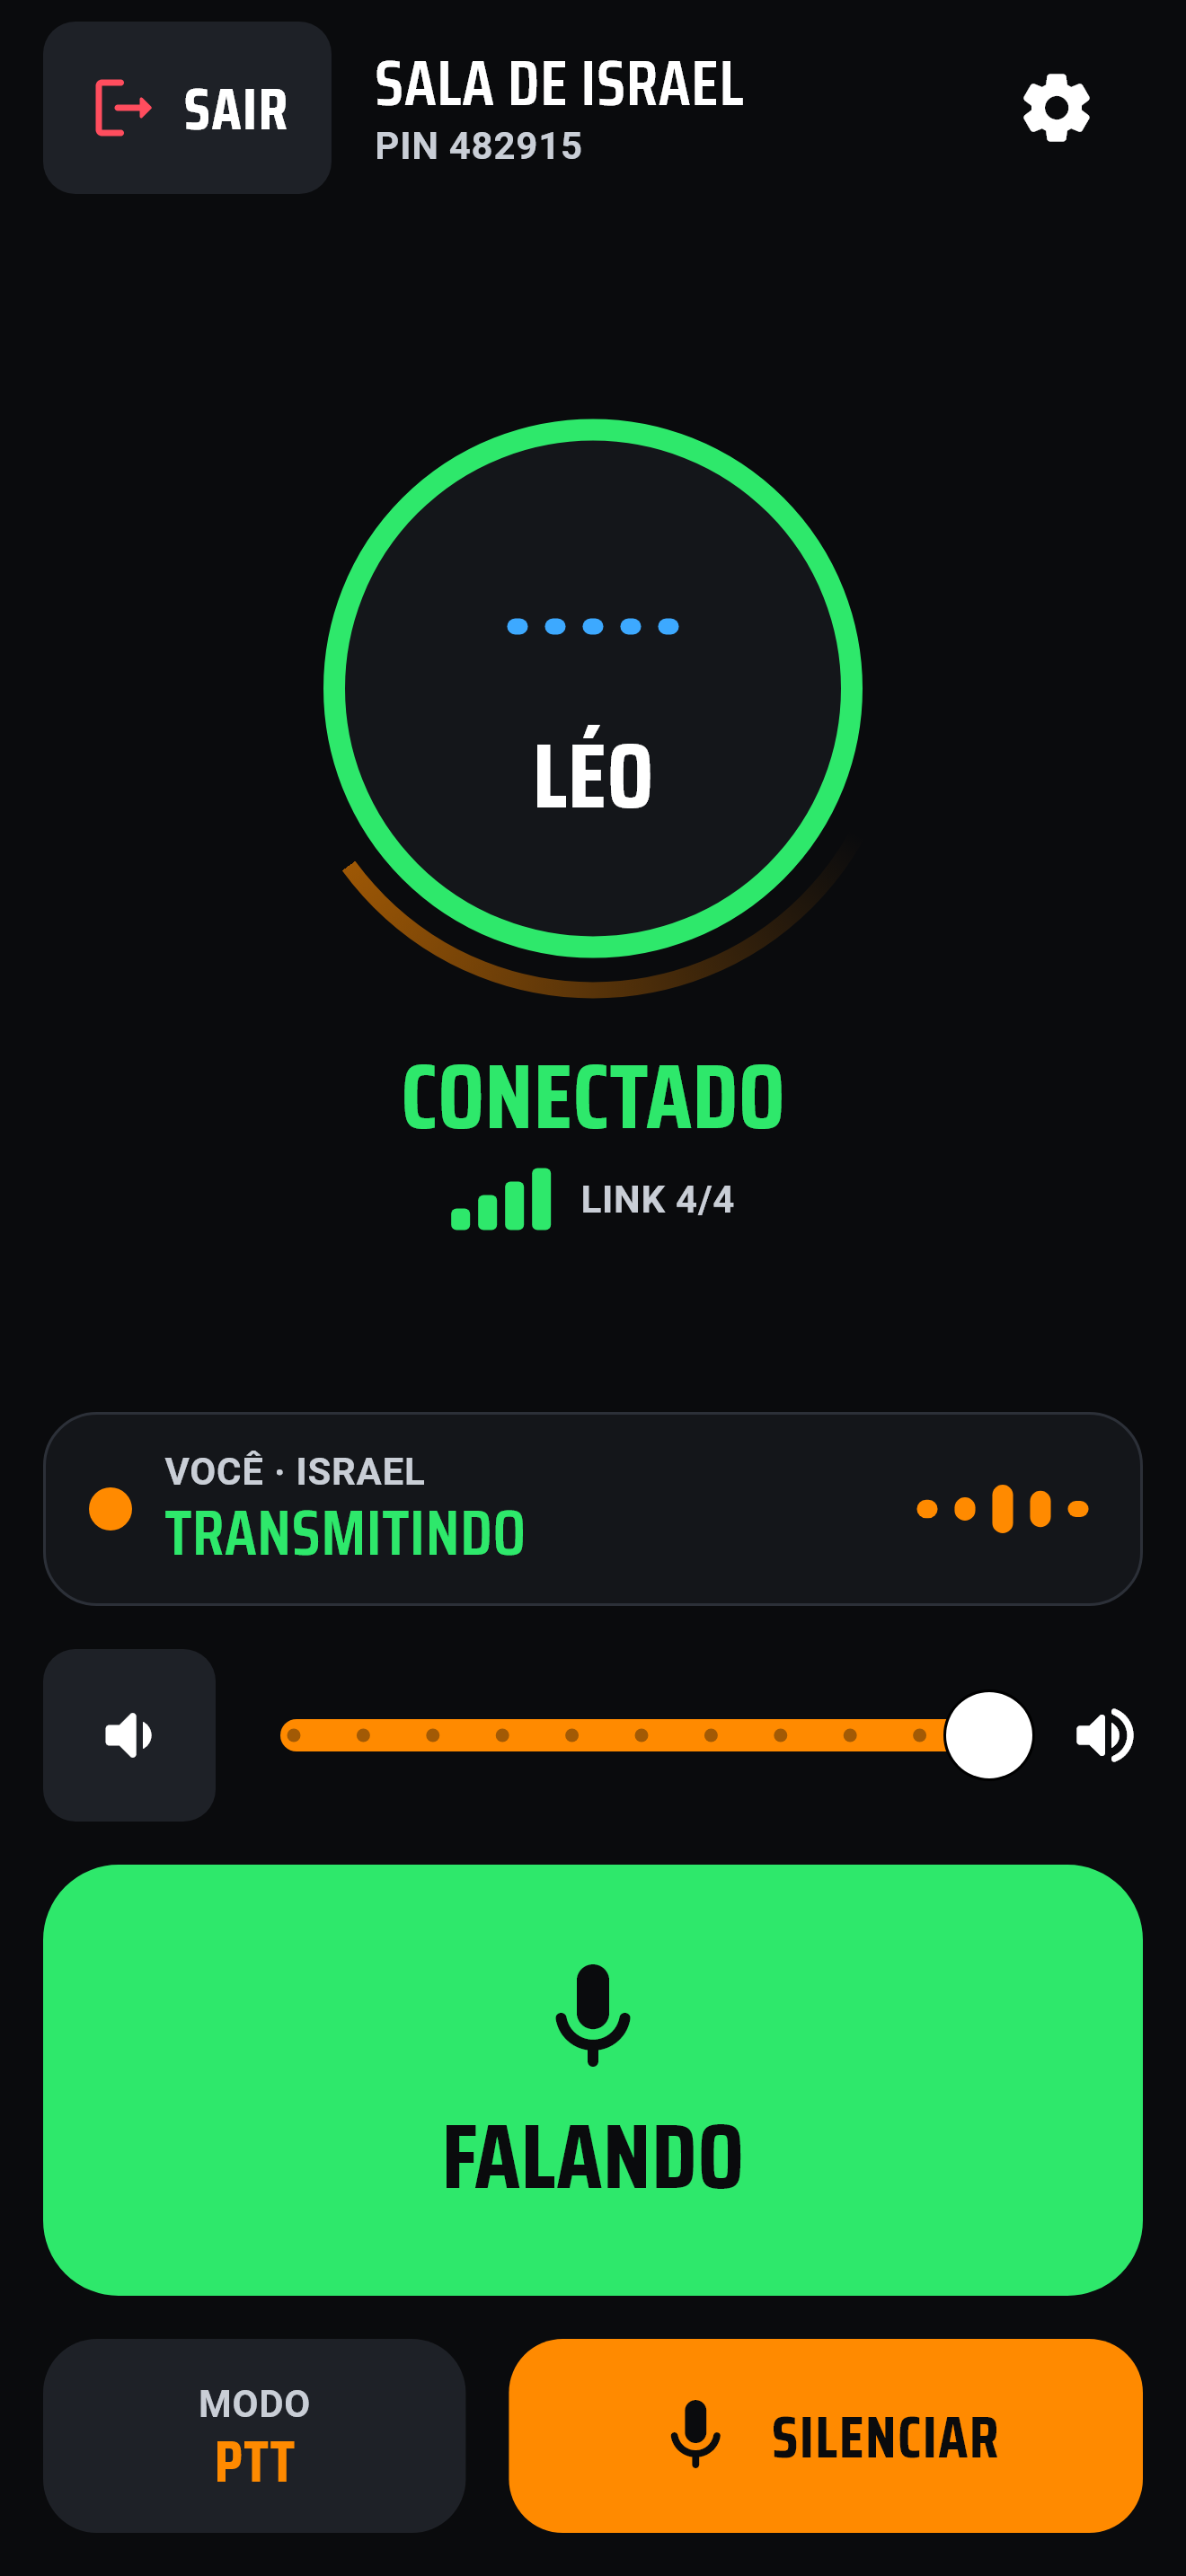 SAIR
SALA DE ISRAEL
PIN 482915
LÉO
CONECTADO
LINK 4/4
VOCÊ · ISRAEL
TRANSMITINDO
FALANDO
MODO
PTT
SILENCIAR